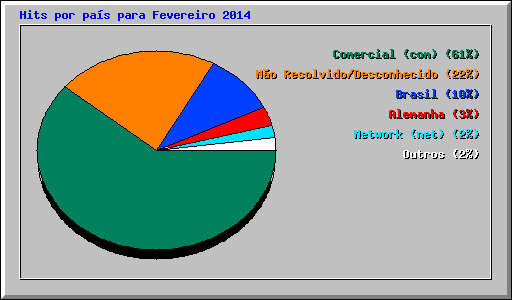 Hits por país para Fevereiro 2014
Comercial (com) (61%)
Não Resolvido/Desconhecido (22%)
Brasil (10%)
Alemanha (3%)
Network (net) (2%)
Outros (2%)